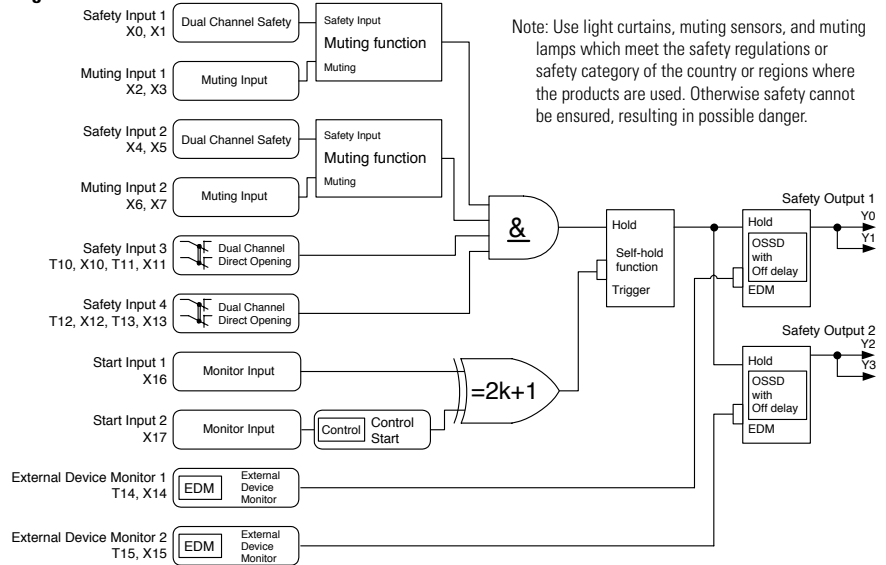 Safety Input 1
X0, X1
Dual Channel Safety
Safety Input
Muting function
Muting
Muting Input 1
X2, X3
Muting Input
Note: Use light curtains, muting sensors, and muting
lamps which meet the safety regulations or
safety category of the country or regions where
the products are used. Otherwise safety cannot
be ensured, resulting in possible danger.
Safety Input 2
X4, X5
Dual Channel Safety
Safety Input
Muting function
Muting
Muting Input 2
X6, X7
Muting Input
Safety Input 3
T10, X10, T11, X11
Dual Channel
Direct Opening
Safety Input 4
T12, X12, T13, X13
Dual Channel
Direct Opening
&
Start Input 1
X16
Monitor Input
Start Input 2
X17
Monitor Input
Control
Control
Start
=2k+1
Hold
Self-hold
function
Trigger
Safety Output 1
Hold
OSSD
with
Off delay
EDM
Y0
Y1
Safety Output 2
Hold
OSSD
with
Off delay
EDM
Y2
Y3
External Device Monitor 1
T14, X14
EDM
External
Device
Monitor
External Device Monitor 2
T15, X15
EDM
External
Device
Monitor